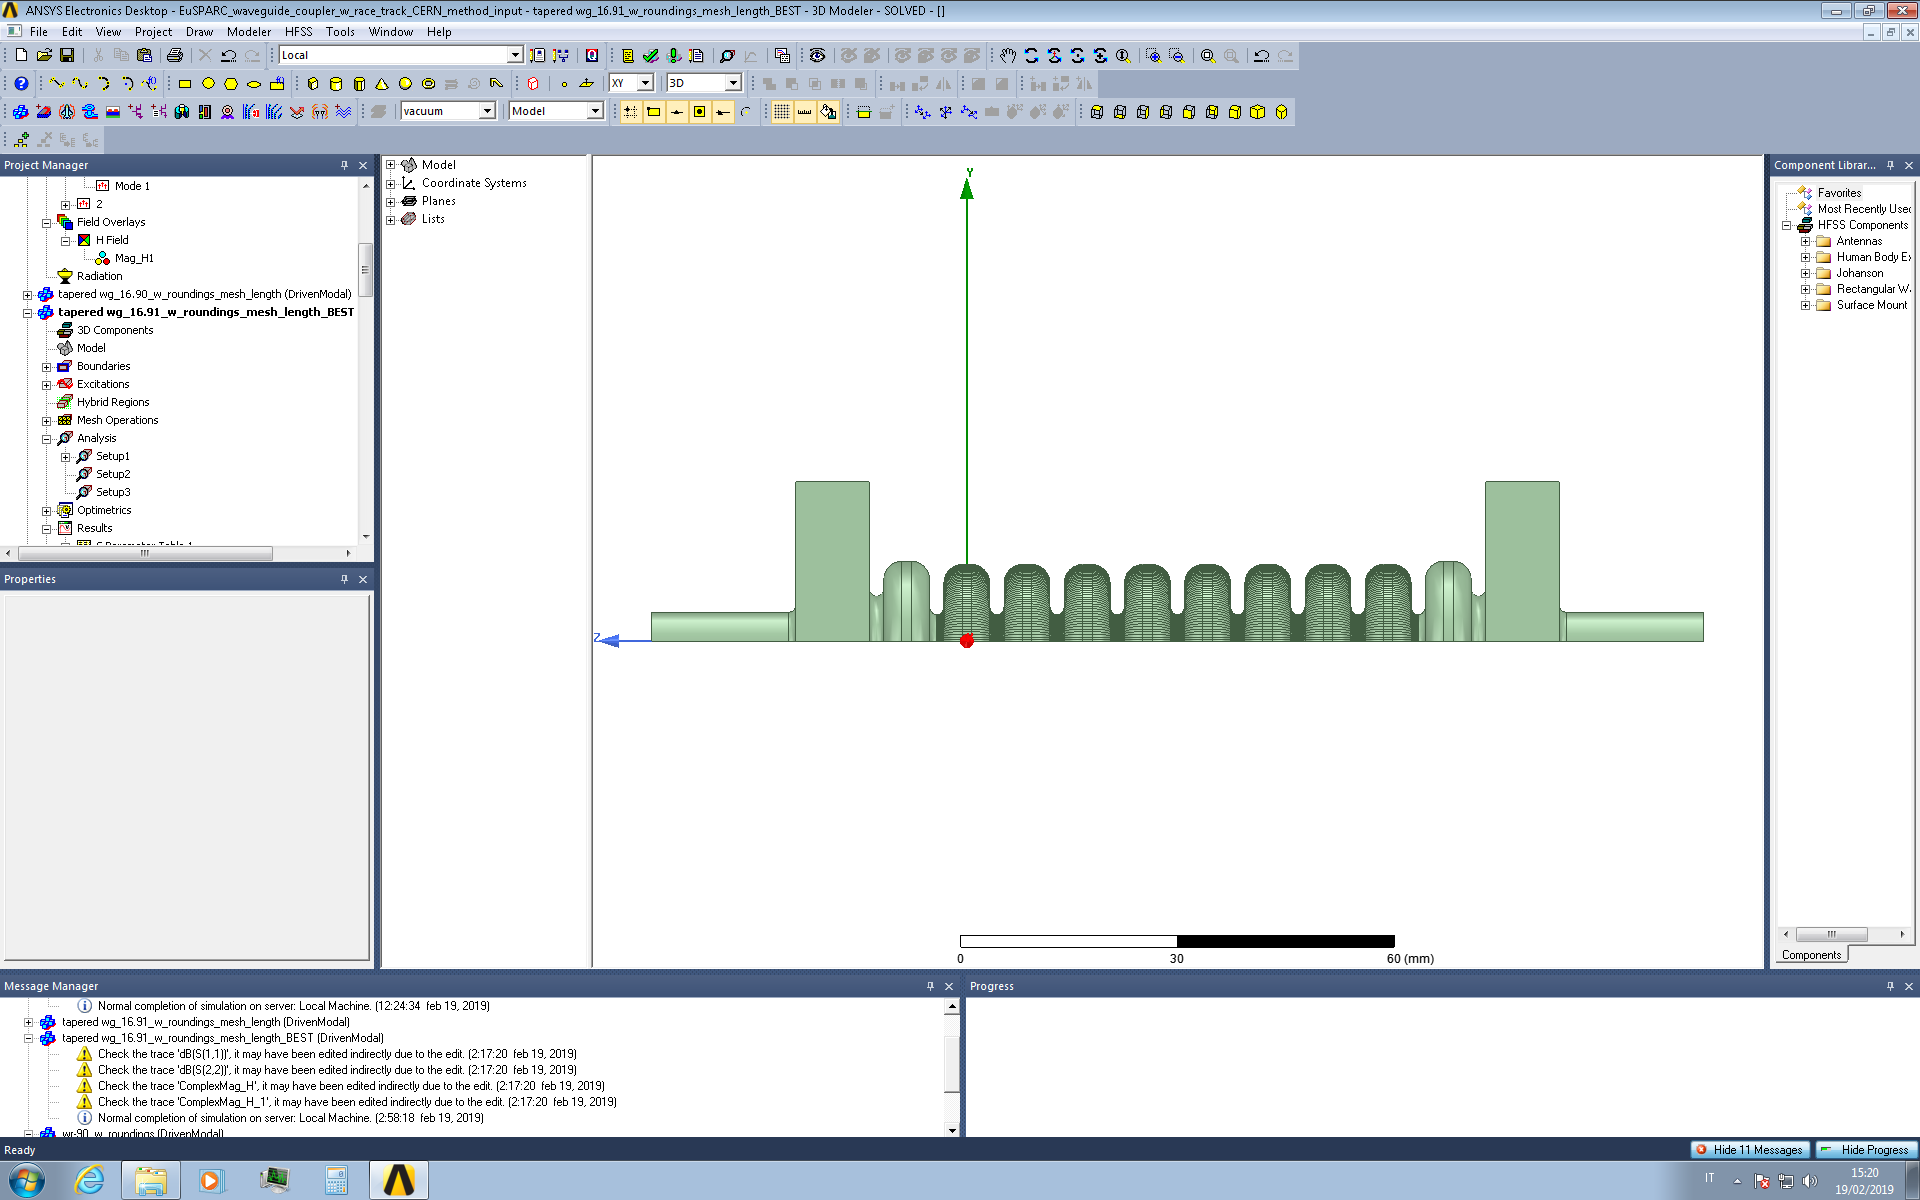 ANSYS Electronics Desktop - EuSPARC_waveguide_coupler_w_race_track_CERN_method_input - tapered wg_16.91_w_roundings_mesh_length_BEST - 3D Modeler - SOLVED - []
File Edit View Project Draw Modeler HFSS Tools Window Help
Local
XY 3D
vacuum Model
Project Manager
Mode 1
2
Field Overlays
H Field
Mag_H1
Radiation
tapered wg_16.90_w_roundings_mesh_length (DrivenModal)
tapered wg_16.91_w_roundings_mesh_length_BEST
3D Components
Model
Boundaries
Excitations
Hybrid Regions
Mesh Operations
Analysis
Setup1
Setup2
Setup3
Optimetrics
Results
Properties
Model
Coordinate Systems
Planes
Lists
Y
Z
0 30 60 (mm)
Component Librar...
Favorites
Most Recently Used
HFSS Components
Antennas
Human Body Ex
Johanson
Rectangular W
Surface Mount
Components
Message Manager
Normal completion of simulation on server: Local Machine. (12:24:34 feb 19, 2019)
tapered wg_16.91_w_roundings_mesh_length (DrivenModal)
tapered wg_16.91_w_roundings_mesh_length_BEST (DrivenModal)
Check the trace 'dB(S(1,1))', it may have been edited indirectly due to the edit. (2:17:20 feb 19, 2019)
Check the trace 'dB(S(2,2))', it may have been edited indirectly due to the edit. (2:17:20 feb 19, 2019)
Check the trace 'ComplexMag_H', it may have been edited indirectly due to the edit. (2:17:20 feb 19, 2019)
Check the trace 'ComplexMag_H_1', it may have been edited indirectly due to the edit. (2:17:20 feb 19, 2019)
Normal completion of simulation on server: Local Machine. (2:58:18 feb 19, 2019)
wr-90_w_roundings (DrivenModal)
Progress
Ready
Hide 11 Messages
Hide Progress
IT
15:20
19/02/2019